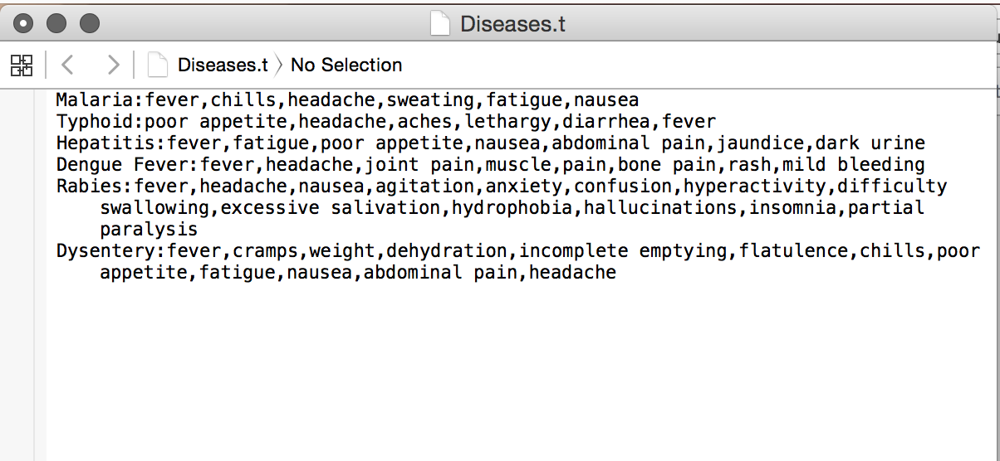 Diseases.t
Diseases.t No Selection
Malaria:fever,chills,headache,sweating,fatigue,nausea
Typhoid:poor appetite,headache,aches,lethargy,diarrhea,fever
Hepatitis:fever,fatigue,poor appetite,nausea,abdominal pain,jaundice,dark urine
Dengue Fever:fever,headache,joint pain,muscle,pain,bone pain,rash,mild bleeding
Rabies:fever,headache,nausea,agitation,anxiety,confusion,hyperactivity,difficulty
swallowing,excessive salivation,hydrophobia,hallucinations,insomnia,partial
paralysis
Dysentery:fever,cramps,weight,dehydration,incomplete emptying,flatulence,chills,poor
appetite,fatigue,nausea,abdominal pain,headache